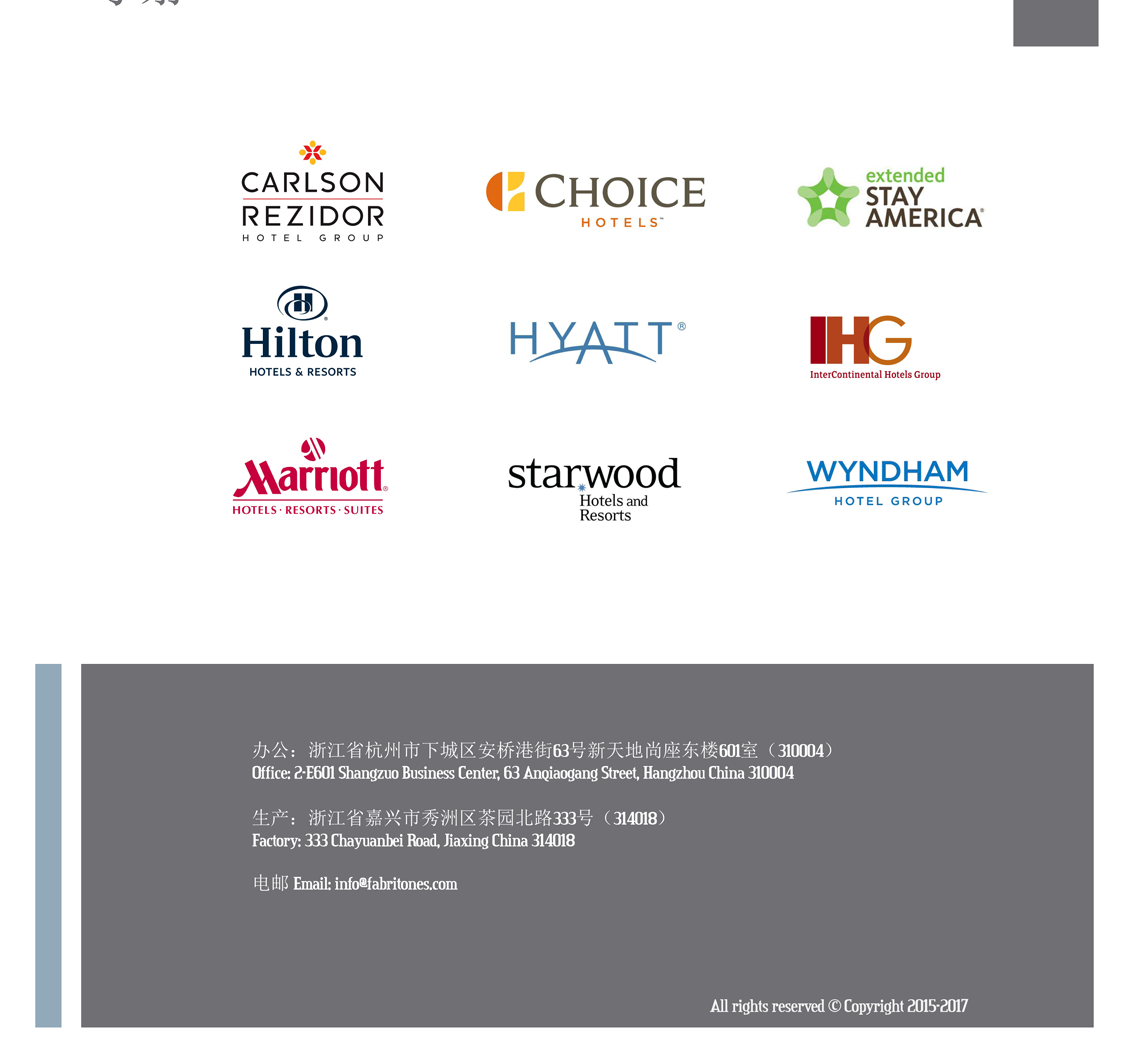 CARLSON
REZIDOR
HOTEL GROUP
CHOICE
HOTELS™
extended
STAY
AMERICA®
Hilton
HOTELS & RESORTS
HYATT®
IHG
InterContinental Hotels Group
Marriott®
HOTELS · RESORTS · SUITES
starwood
Hotels and
Resorts
WYNDHAM
HOTEL GROUP
办公：浙江省杭州市下城区安桥港街63号新天地尚座东楼601室（310004）
Office: 2-E601 Shangzuo Business Center, 63 Anqiaogang Street, Hangzhou China 310004
生产：浙江省嘉兴市秀洲区茶园北路333号（314018）
Factory: 333 Chayuanbei Road, Jiaxing China 314018
电邮 Email: info@fabritones.com
All rights reserved © Copyright 2015-2017